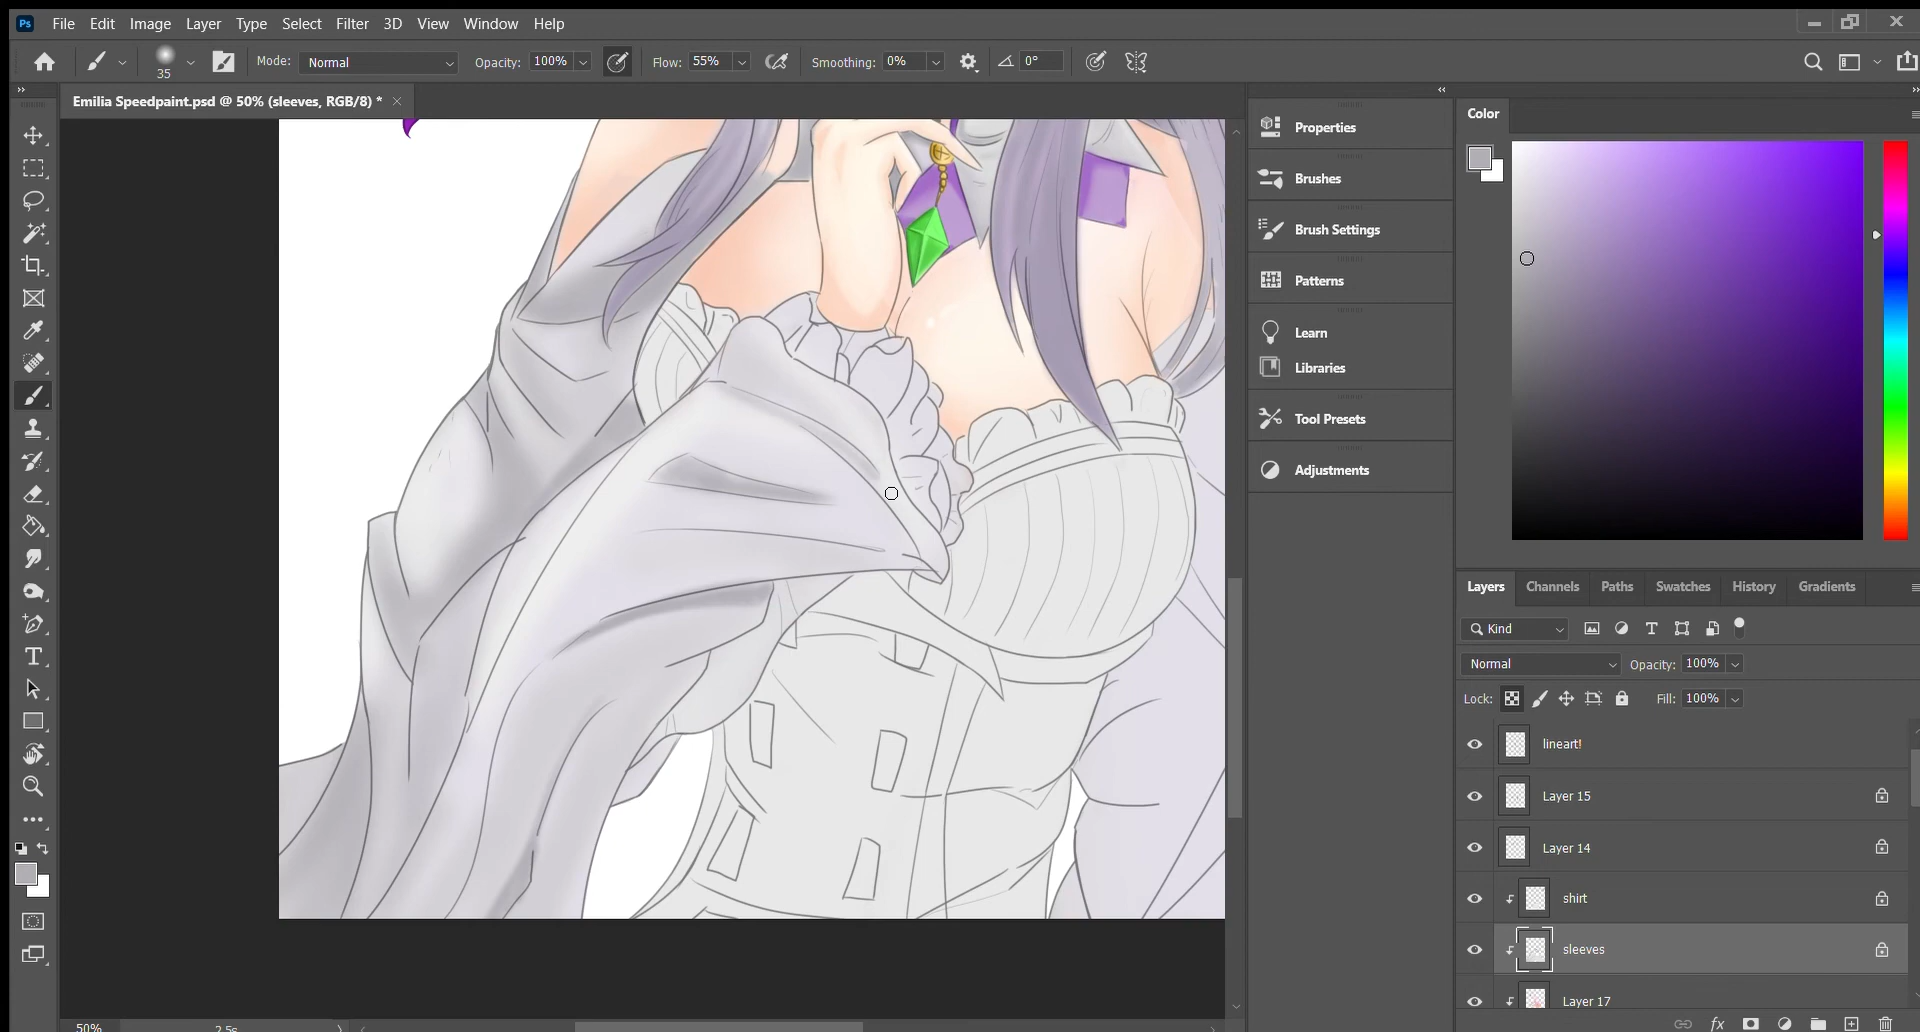 Ps File Edit Image Layer Type Select Filter 3D View Window Help
35 Mode: Normal Opacity: 100% Flow: 55% Smoothing: 0% 0°
Emilia Speedpaint.psd @ 50% (sleeves, RGB/8) *
Properties
Brushes
Brush Settings
Patterns
Learn
Libraries
Tool Presets
Adjustments
Color
Layers Channels Paths Swatches History Gradients
Kind
Normal Opacity: 100%
Lock: Fill: 100%
lineart!
Layer 15
Layer 14
shirt
sleeves
Layer 17
fx
50% 2.5s